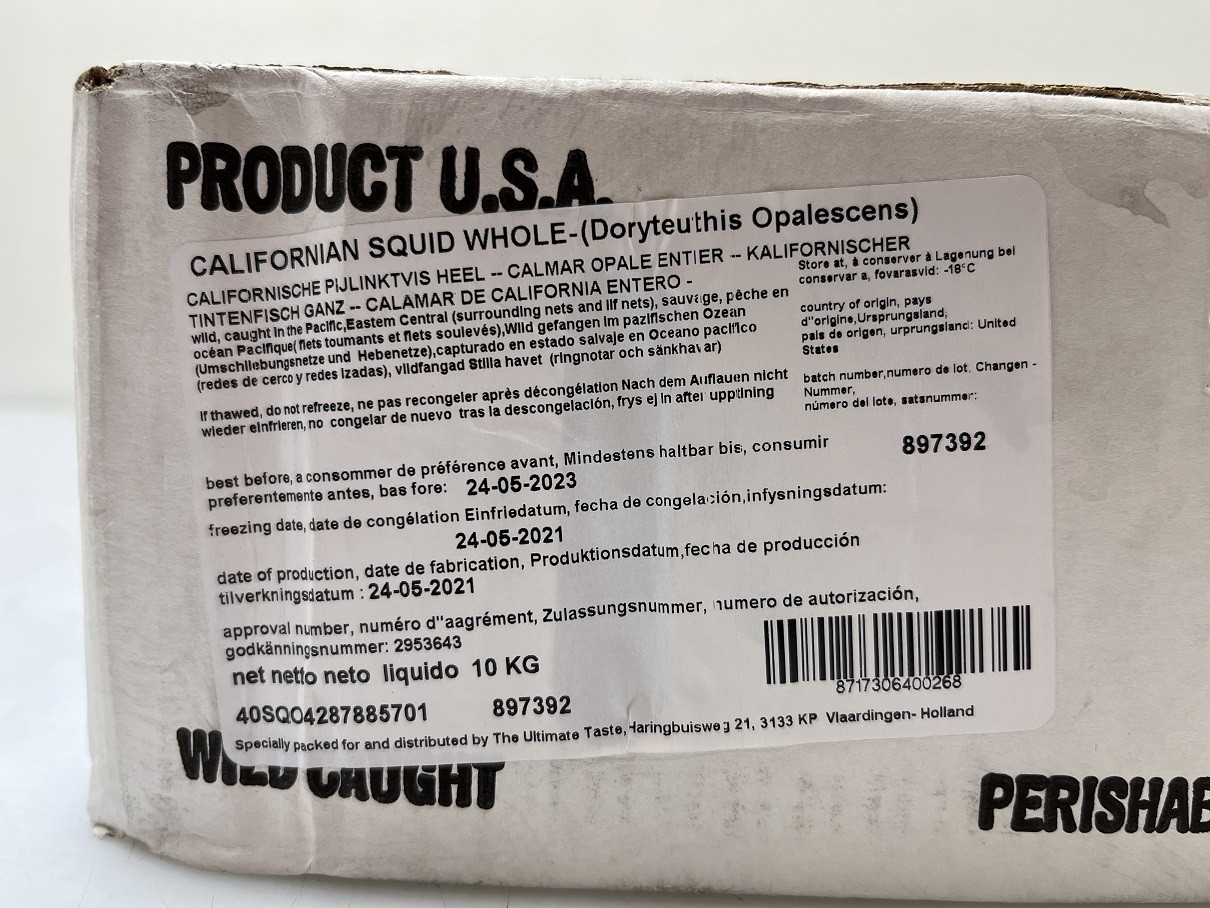 PRODUCT U.S.A.
CALIFORNIAN SQUID WHOLE-(Doryteuthis Opalescens)
CALIFORNISCHE PIJLINKTVIS HEEL -- CALMAR OPALE ENTIER -- KALIFORNISCHER
TINTENFISCH GANZ -- CALAMAR DE CALIFORNIA ENTERO -
wild, caught in the Pacific,Eastern Central (surrounding nets and lif nets), sauvage, pêche en
océan Pacifique( flets toumants et flets soulevés),Wild gefangen im pazifischen Ozean
(Umschliebungsnetze und Hebenetze),capturado en estado salvaje en Oceano pacifico
(redes de cerco y redes Izadas), vildfangad Stilla havet (ringnotar och sänkhavar)
Store at, à conserver à Lagenung bei
conservar a, fovarasvid: -18°C
country of origin, pays
d"origine,Ursprungsland,
pais de origen, urprungsland: United
States
batch number,numero de lot, Changen -
Nummer,
número del lote, satsnummer:
897392
If thawed, do not refreeze, ne pas recongeler après décongélation Nach dem Auflauen nicht
wieder einfrieren, no congelar de nuevo tras la descongelación, frys ej in after upptining
best before, a consommer de préférence avant, Mindestens haltbar bis, consumir
preferentemente antes, bas fore: 24-05-2023
freezing date, date de congélation Einfriedatum, fecha de congelación,infysningsdatum:
24-05-2021
date of production, date de fabrication, Produktionsdatum,fecha de producción
tilverkningsdatum : 24-05-2021
approval number, numéro d"aagrément, Zulassungsnummer, numero de autorización,
godkänningsnummer: 2953643
net netto neto liquido 10 KG
8717306400268
40SQO4287885701 897392
Specially packed for and distributed by The Ultimate Taste, Haringbuisweg 21, 3133 KP Vlaardingen- Holland
WILD CAUGHT
PERISHAB